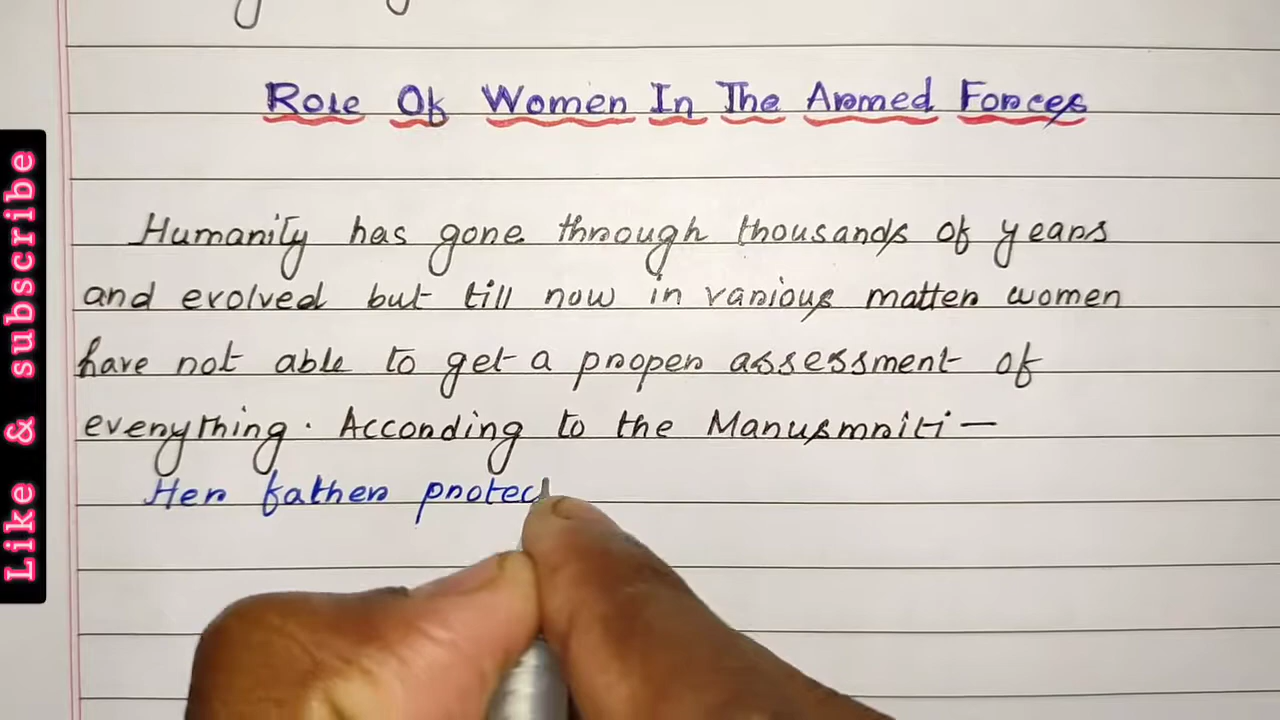 Role Of Women In The Armed Forces
Humanity has gone through thousands of years
and evolved but till now in various matter women
have not able to get a proper assessment of
everything. According to the Manusmriti —
Her father protec
Like & subscribe